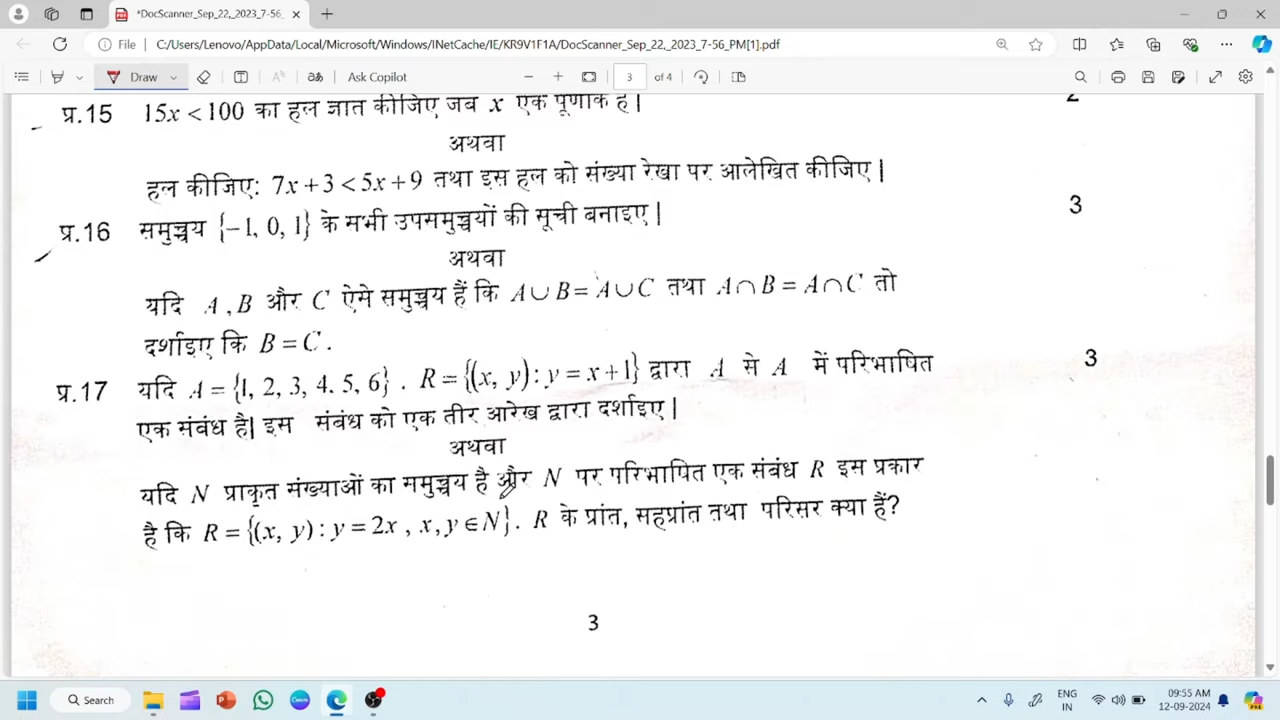 *DocScanner_Sep_22,_2023_7-56_
File C:/Users/Lenovo/AppData/Local/Microsoft/Windows/INetCache/IE/KR9V1F1A/DocScanner_Sep_22,_2023_7-56_PM[1].pdf
Draw Ask Copilot 3 of 4
प्र.15 15x < 100 का हल ज्ञात कीजिए जब x एक पूर्णांक है | 2
अथवा
हल कीजिए: 7x + 3 < 5x + 9 तथा इस हल को संख्या रेखा पर आलेखित कीजिए |
प्र.16 समुच्चय {−1, 0, 1} के सभी उपसमुच्चयों की सूची बनाइए | 3
अथवा
यदि A , B और C ऐसे समुच्चय हैं कि A∪B = A∪C तथा A∩B = A∩C तो
दर्शाइए कि B = C .
प्र.17 यदि A = {1, 2, 3, 4. 5, 6} . R = {(x, y) : y = x + 1} द्वारा A से A में परिभाषित 3
एक संबंध है| इस संबंध को एक तीर आरेख द्वारा दर्शाइए |
अथवा
यदि N प्राकृत संख्याओं का समुच्चय है और N पर परिभाषित एक संबंध R इस प्रकार
है कि R = {(x, y) : y = 2x , x, y ∈ N} . R के प्रांत, सहप्रांत तथा परिसर क्या हैं?
3
Search ENG 09:55 AM
IN 12-09-2024